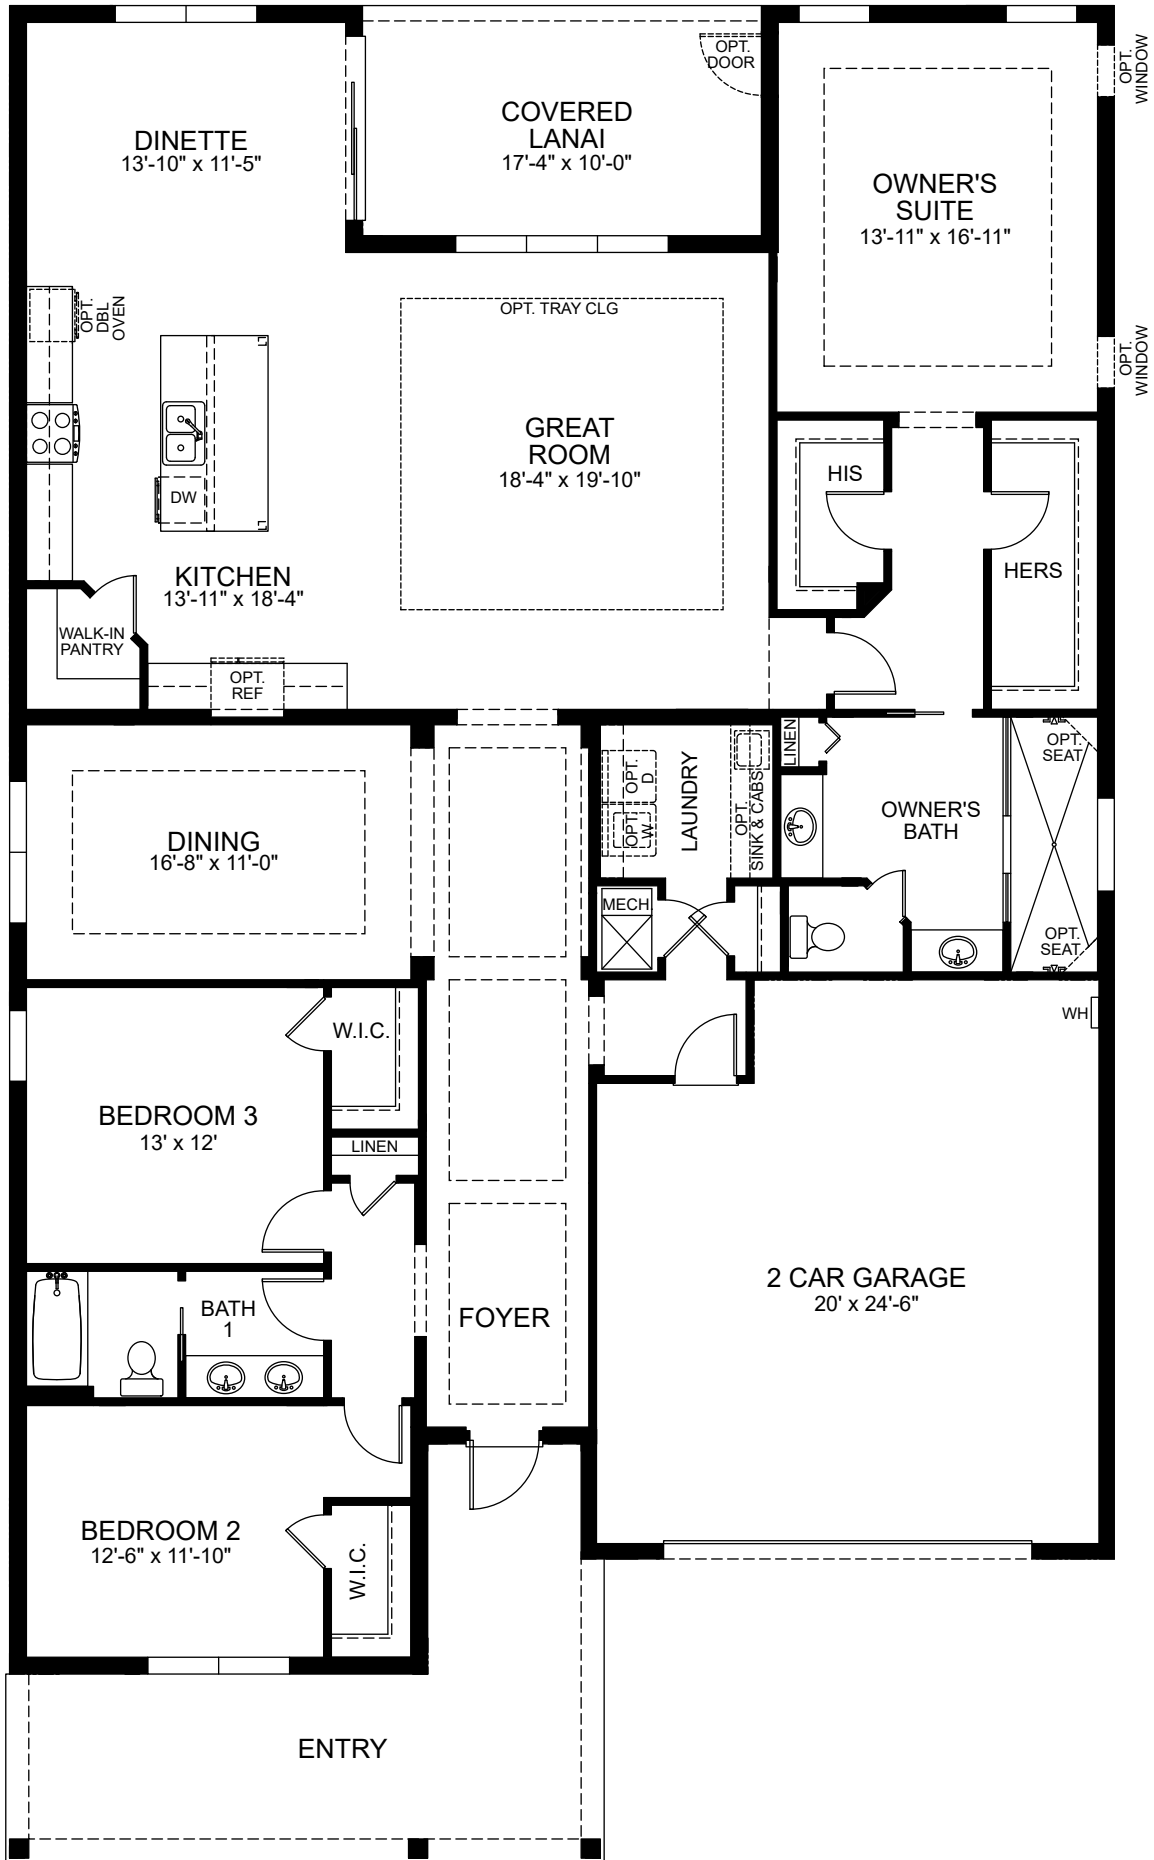 DINETTE
13'-10" x 11'-5"
COVERED
LANAI
17'-4" x 10'-0"
OPT.
DOOR
OWNER'S
SUITE
13'-11" x 16'-11"
OPT.
WINDOW
OPT.
WINDOW
OPT.
DBL
OVEN
OPT. TRAY CLG
GREAT
ROOM
18'-4" x 19'-10"
DW
KITCHEN
13'-11" x 18'-4"
WALK-IN
PANTRY
OPT.
REF
HIS
HERS
DINING
16'-8" x 11'-0"
OPT.
D
OPT.
W
LAUNDRY
OPT.
SINK & CABS
LINEN
OWNER'S
BATH
OPT.
SEAT
OPT.
SEAT
MECH.
WH
W.I.C.
BEDROOM 3
13' x 12'
LINEN
BATH
1
FOYER
2 CAR GARAGE
20' x 24'-6"
BEDROOM 2
12'-6" x 11'-10"
W.I.C.
ENTRY